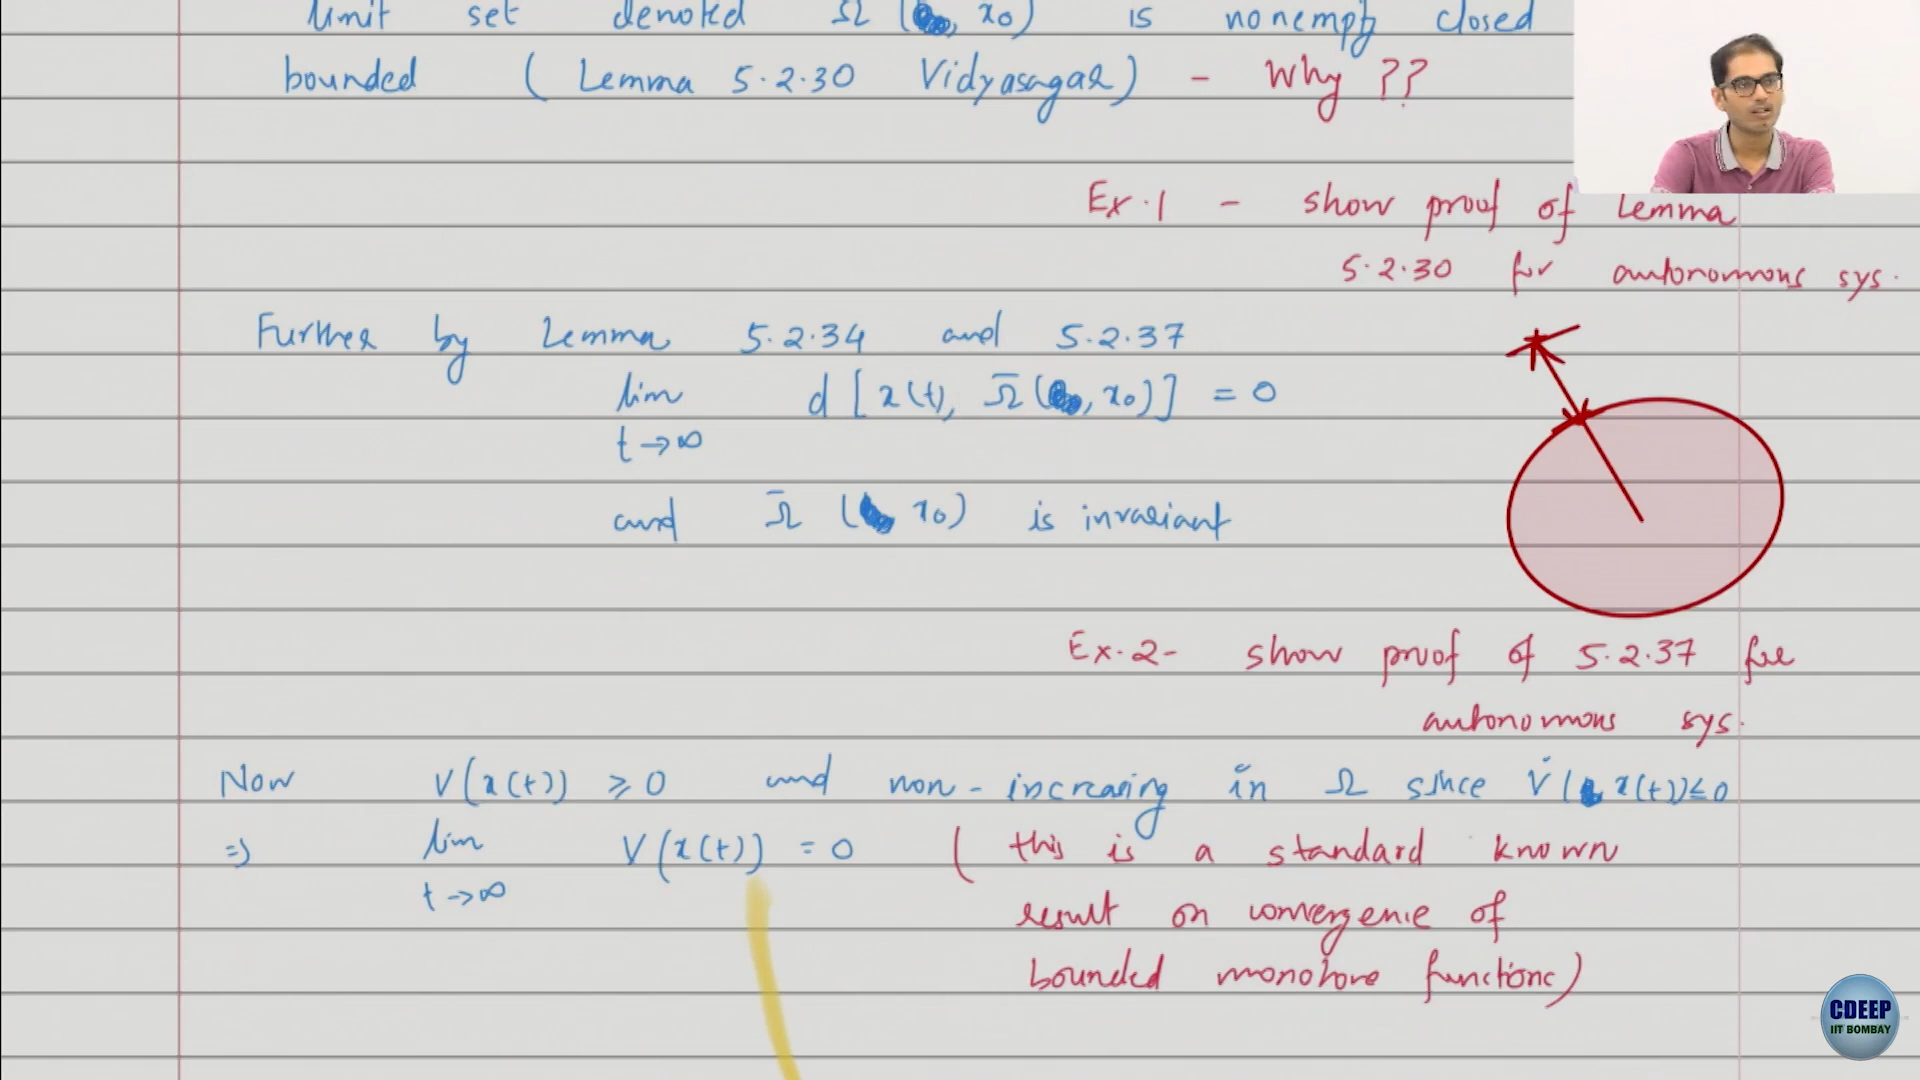 limit set denoted Ω ( , x0) is nonempty closed
bounded ( Lemma 5.2.30 Vidyasagar) - Why ??
Ex.1 - show proof of Lemma
5.2.30 for autonomous sys.
Further by Lemma 5.2.34 and 5.2.37
lim d [x(t), Ω̄( , x0)] = 0
t→∞
and Ω̄ ( x0) is invariant
Ex.2- show proof of 5.2.37 for
autonomous sys.
Now V(x(t)) ≥ 0 and non-increasing in Ω since V̇( x(t)) ≤ 0
⇒ lim V(x(t)) = 0 ( this is a standard known
t→∞ result on convergence of
bounded monotone functions)
CDEEP
IIT BOMBAY